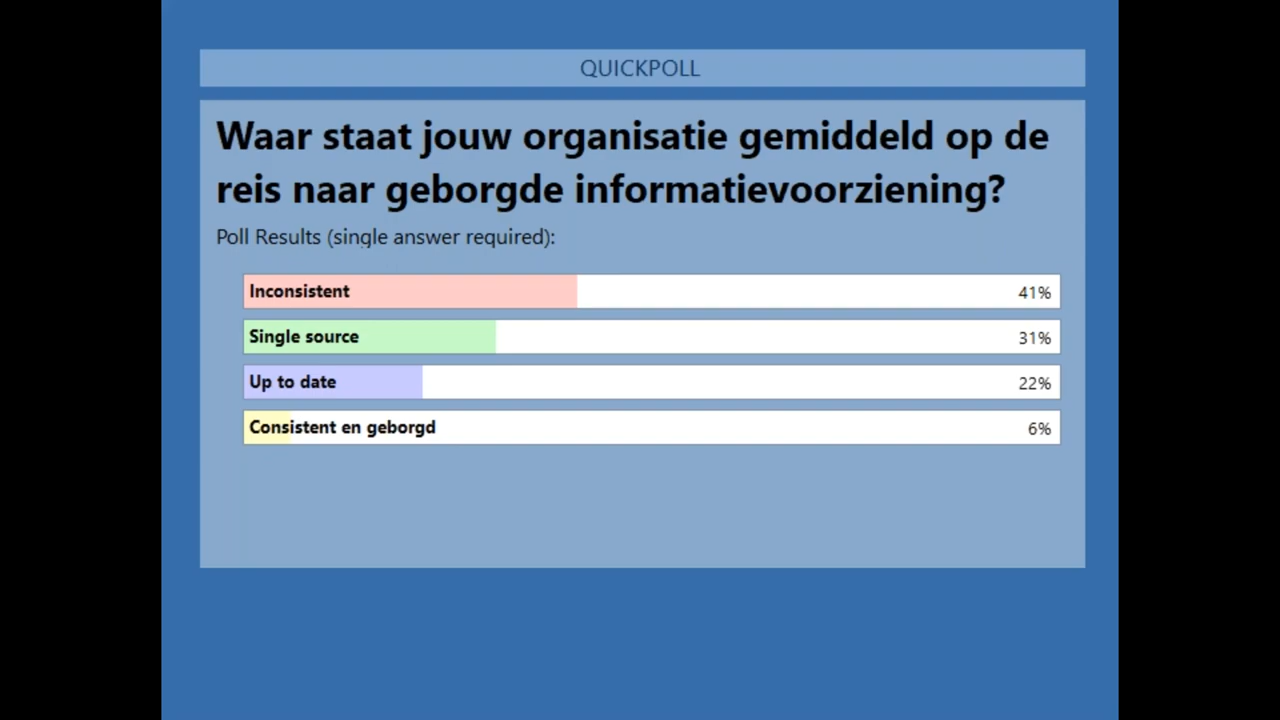 QUICKPOLL
Waar staat jouw organisatie gemiddeld op de
reis naar geborgde informatievoorziening?
Poll Results (single answer required):
Inconsistent 41%
Single source 31%
Up to date 22%
Consistent en geborgd 6%